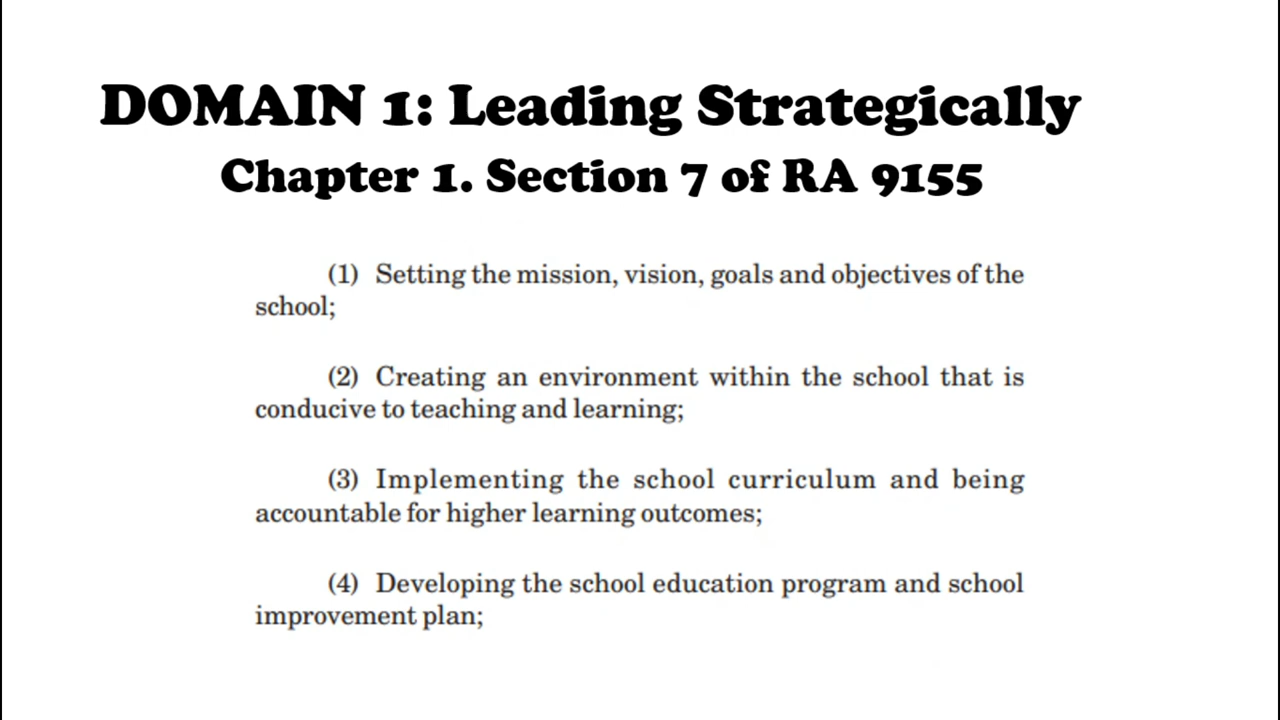 DOMAIN 1: Leading Strategically
Chapter 1. Section 7 of RA 9155
(1) Setting the mission, vision, goals and objectives of the
school;
(2) Creating an environment within the school that is
conducive to teaching and learning;
(3) Implementing the school curriculum and being
accountable for higher learning outcomes;
(4) Developing the school education program and school
improvement plan;